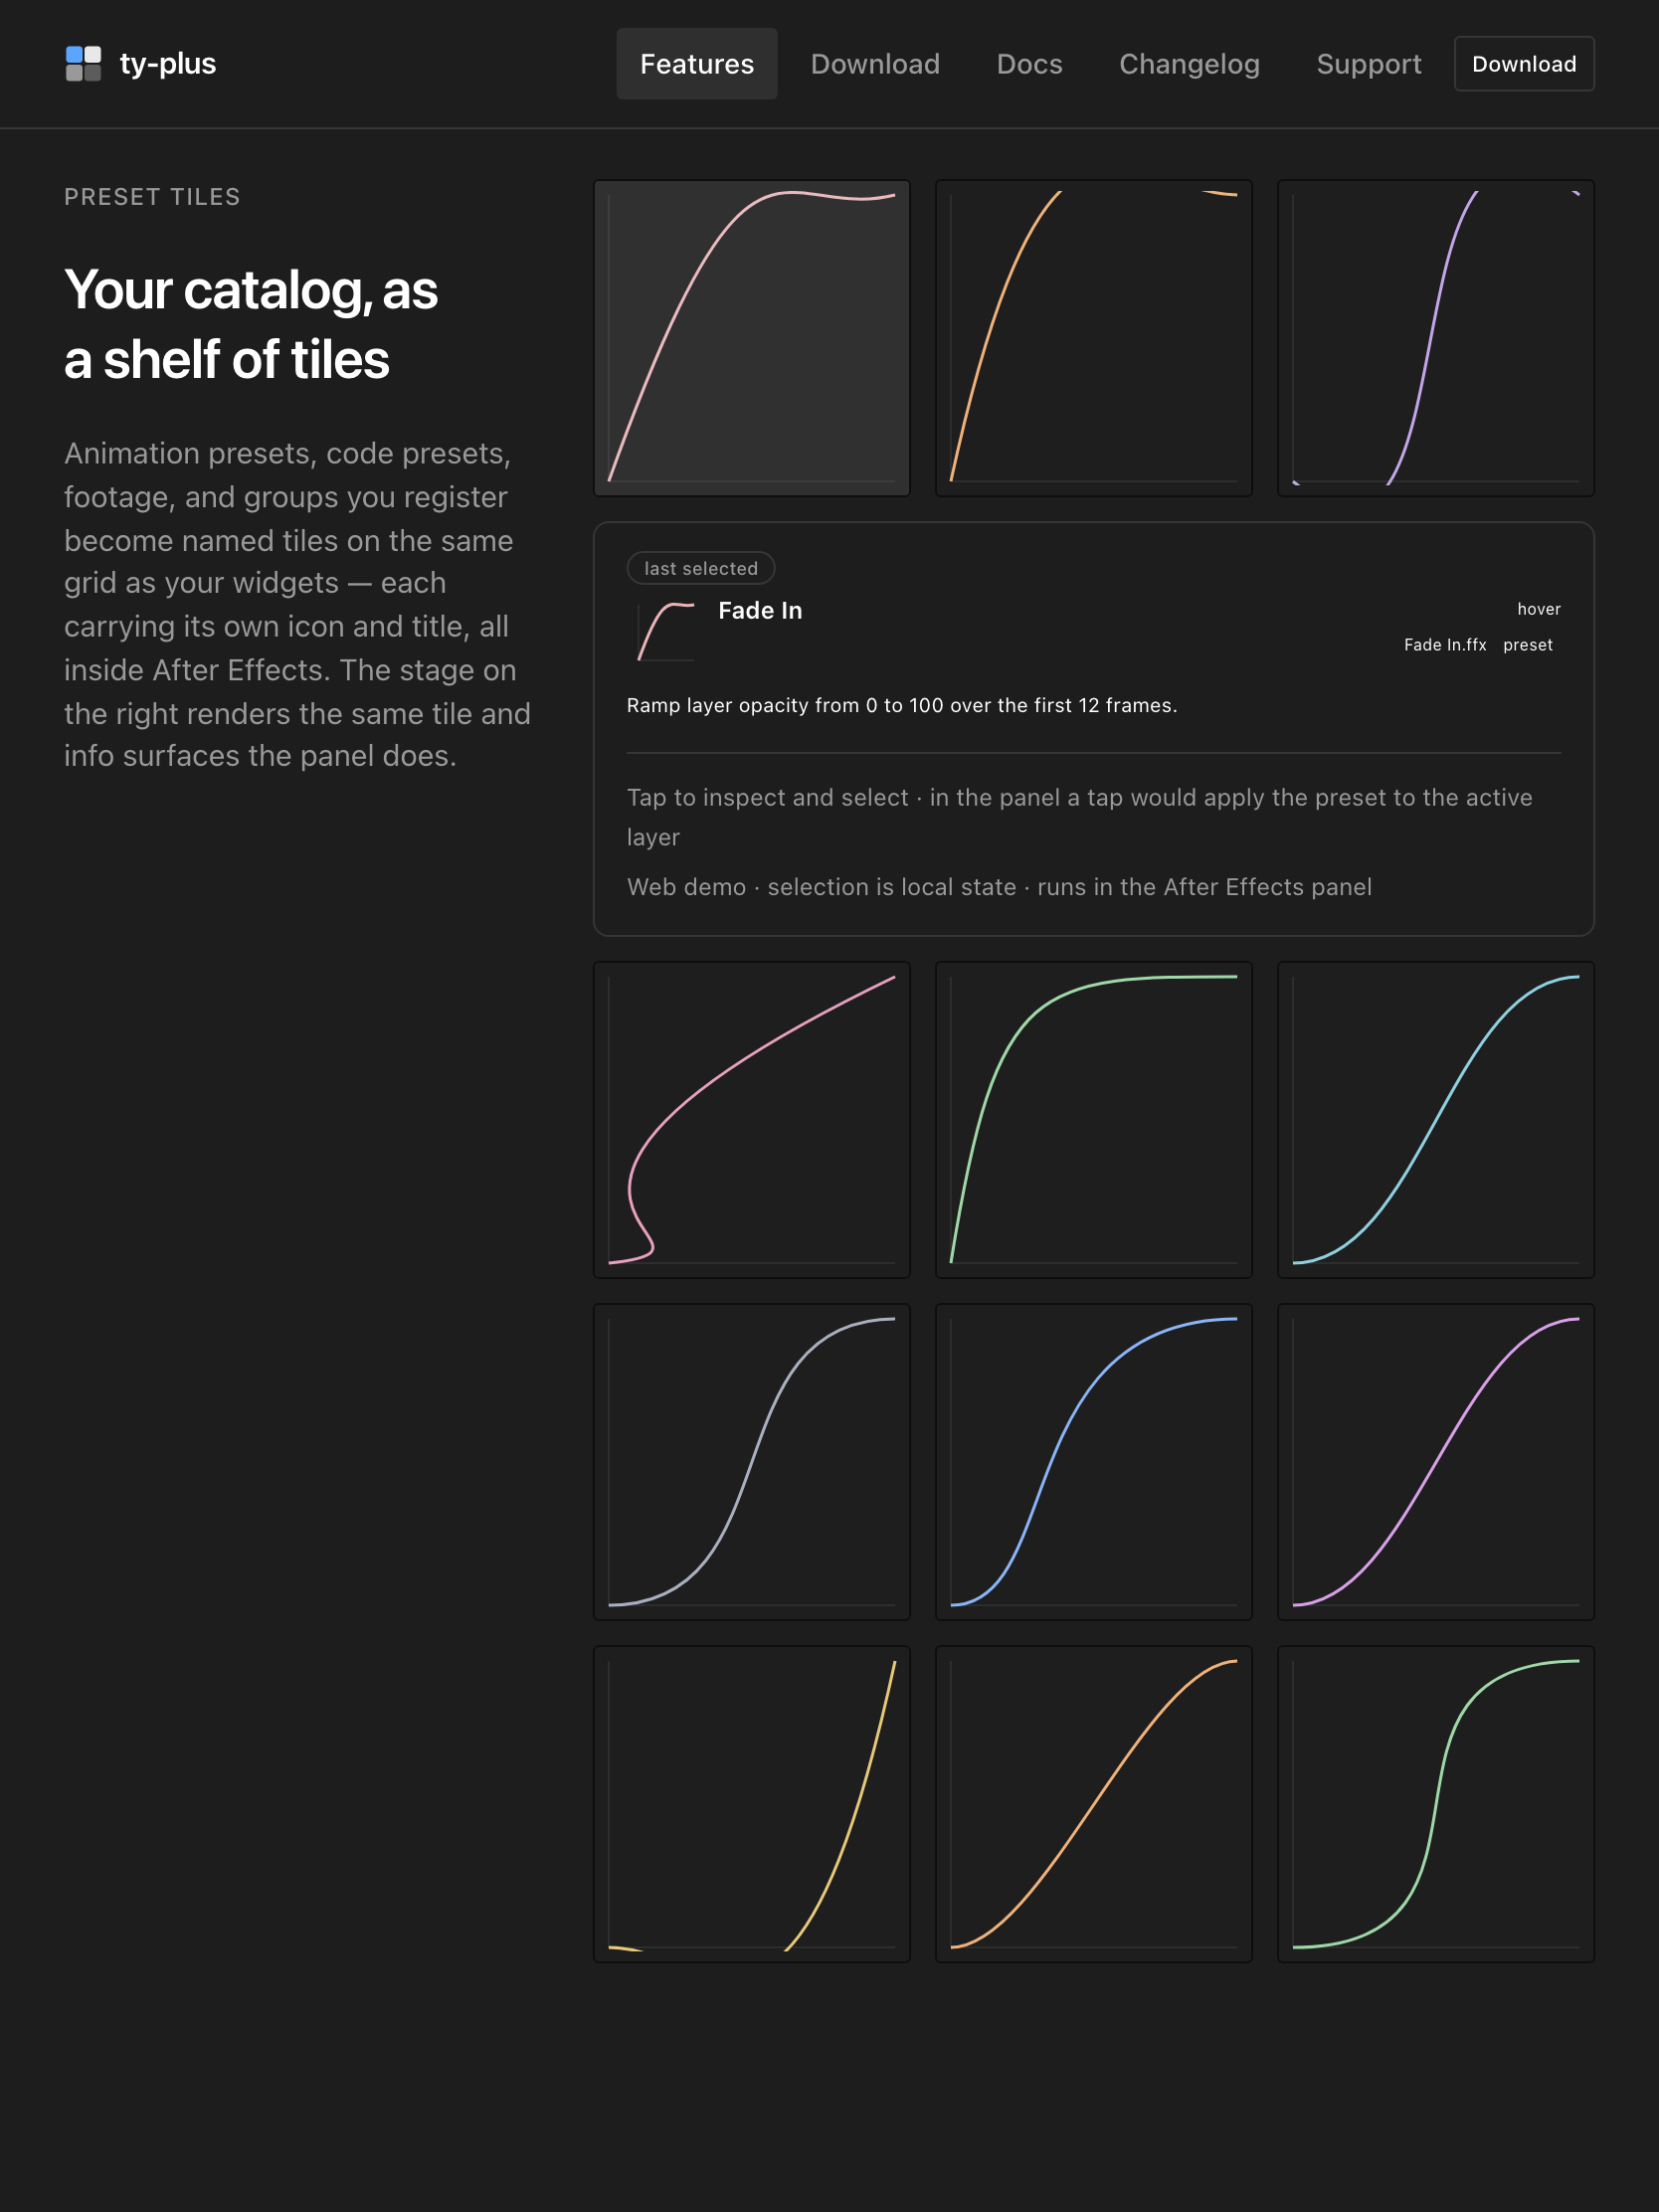 ty-plus
Features
Download
Docs
Changelog
Support
Download
PRESET TILES
Your catalog, as
a shelf of tiles
Animation presets, code presets,
footage, and groups you register
become named tiles on the same
grid as your widgets — each
carrying its own icon and title, all
inside After Effects. The stage on
the right renders the same tile and
info surfaces the panel does.
last selected
Fade In
hover
Fade In.ffx preset
Ramp layer opacity from 0 to 100 over the first 12 frames.
Tap to inspect and select · in the panel a tap would apply the preset to the active
layer
Web demo · selection is local state · runs in the After Effects panel